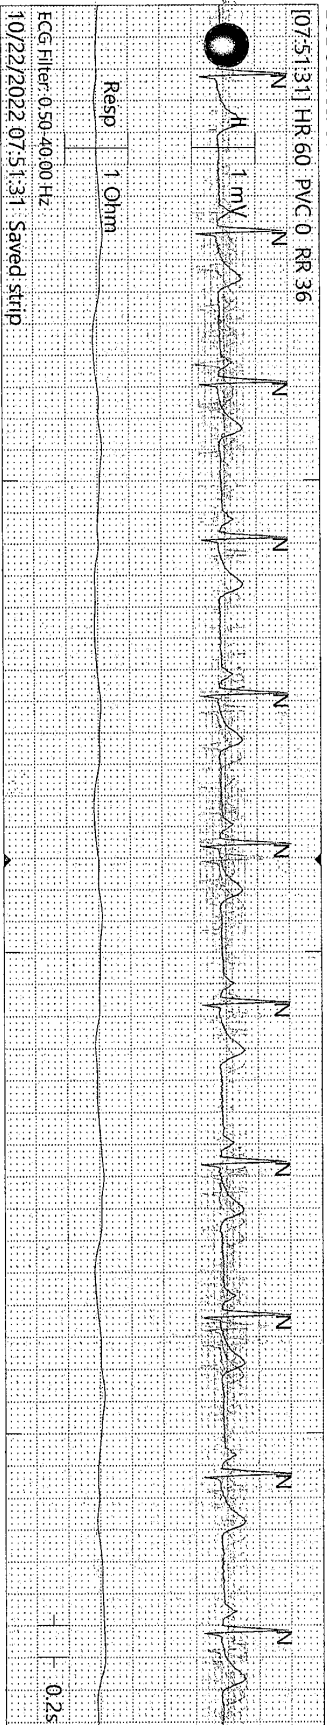 [07:51:31] HR 60 PVC 0 RR 36
N N N N N N N N N N N
II 1 mV
Resp 1 Ohm
0.2s
ECG Filter: 0.50-40.00 Hz
10/22/2022 07:51:31 Saved strip